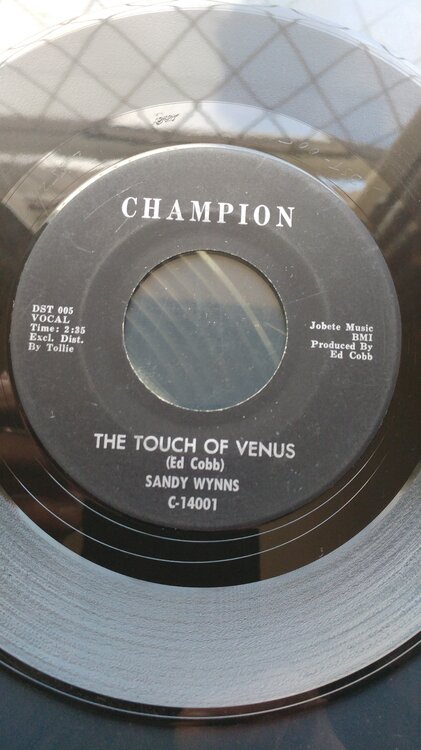 CHAMPION
DST 005
VOCAL
Time: 2:35
Excl. Dist.
By Tollie
Jobete Music
BMI
Produced By
Ed Cobb
THE TOUCH OF VENUS
(Ed Cobb)
SANDY WYNNS
C-14001